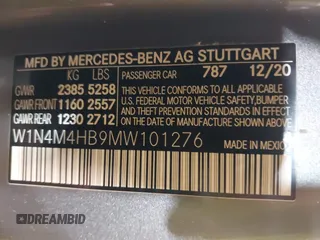 MFD BY MERCEDES-BENZ AG STUTTGART
KG LBS PASSENGER CAR 787 12/20
GVWR 2385 5258 THIS VEHICLE CONFORMS TO ALL APPLICABLE
GAWR FRONT 1160 2557 U.S. FEDERAL MOTOR VEHICLE SAFETY, BUMPER,
GAWR REAR 1230 2712 AND THEFT PREVENTION STANDARDS IN EFFECT
ON THE DATE OF MANUFACTURE SHOWN ABOVE.
W1N4M4HB9MW101276
MADE IN MEXICO
DREAMBID